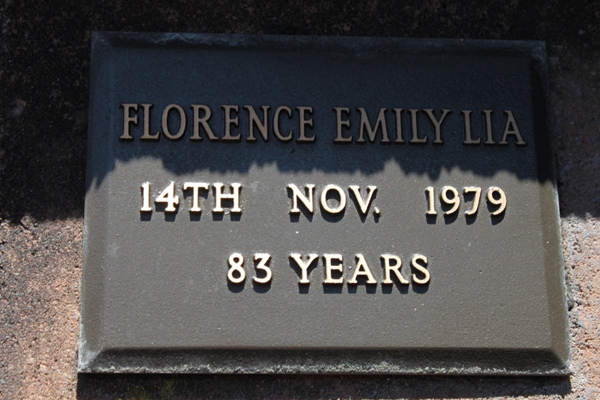 FLORENCE EMILY LIA
14TH NOV. 1979
83 YEARS